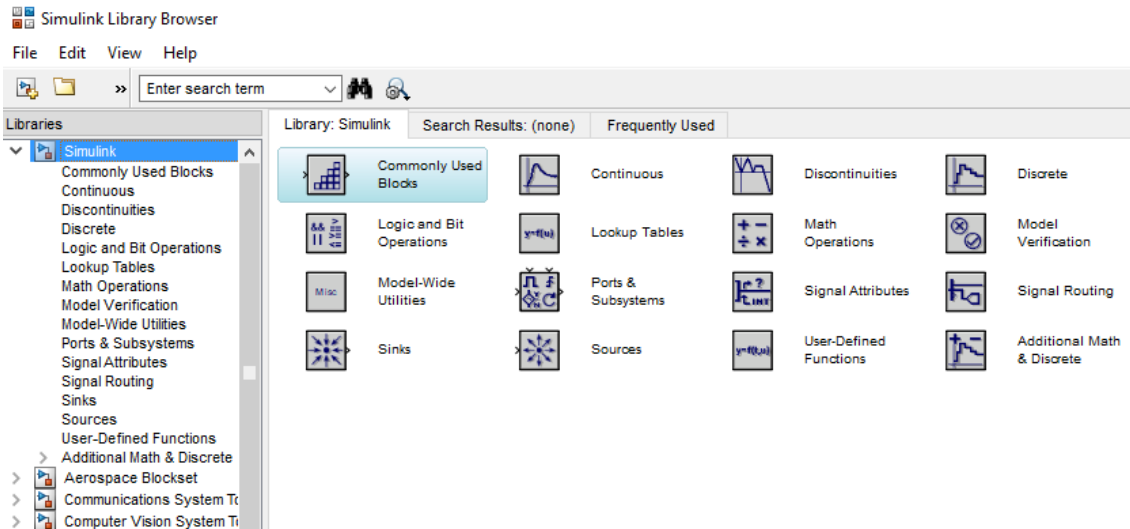 Simulink Library Browser
File Edit View Help
» Enter search term
Libraries
Simulink
Commonly Used Blocks
Continuous
Discontinuities
Discrete
Logic and Bit Operations
Lookup Tables
Math Operations
Model Verification
Model-Wide Utilities
Ports & Subsystems
Signal Attributes
Signal Routing
Sinks
Sources
User-Defined Functions
Additional Math & Discrete
Aerospace Blockset
Communications System To
Computer Vision System To
Library: Simulink Search Results: (none) Frequently Used
Commonly Used
Blocks
Continuous
Discontinuities
Discrete
&& ||
> == <=
Logic and Bit
Operations
y=f(u)
Lookup Tables
+ − ÷ ×
Math
Operations
Model
Verification
Misc
Model-Wide
Utilities
Ports &
Subsystems
? INT
Signal Attributes
Signal Routing
Sinks
Sources
y=f(t,u)
User-Defined
Functions
+ −
Additional Math
& Discrete